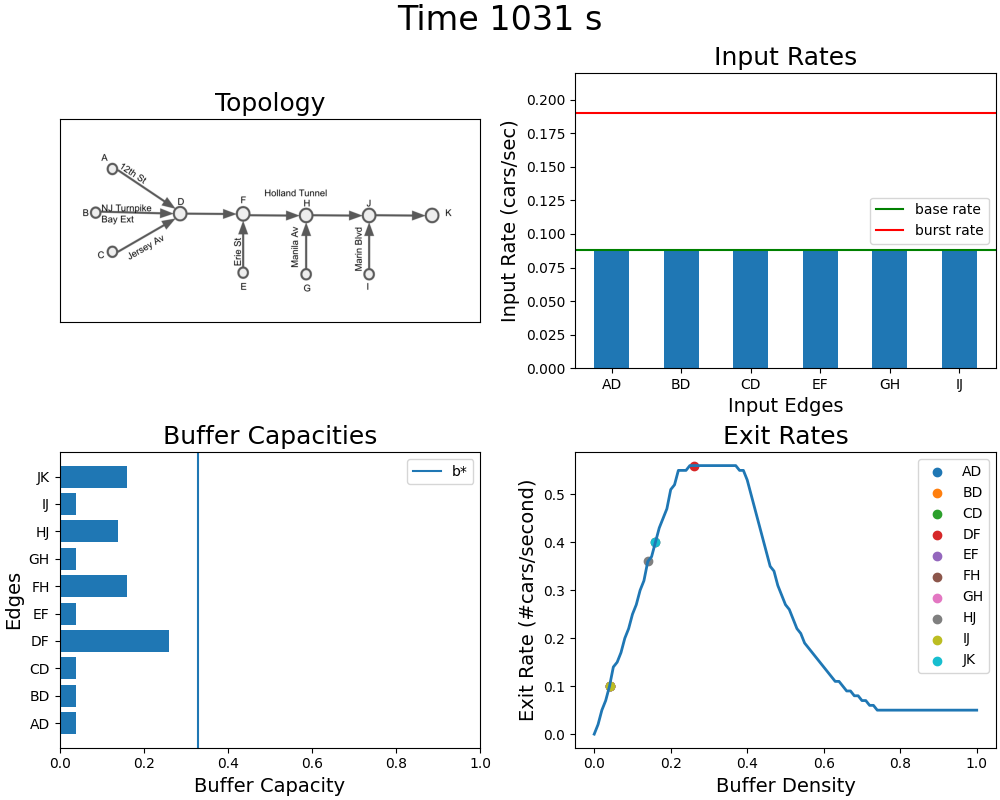 Time 1031 s
Topology
A
12th St
B
NJ Turnpike
Bay Ext
C
Jersey Av
D
F
Holland Tunnel
H
J
K
Erie St
Manila Av
Marin Blvd
E
G
I
Input Rates
Input Rate (cars/sec)
0.200
0.175
0.150
0.125
0.100
0.075
0.050
0.025
0.000
base rate
burst rate
AD BD CD EF GH IJ
Input Edges
Buffer Capacities
Edges
JK
IJ
HJ
GH
FH
EF
DF
CD
BD
AD
b*
0.0 0.2 0.4 0.6 0.8 1.0
Buffer Capacity
Exit Rates
Exit Rate (#cars/second)
0.5
0.4
0.3
0.2
0.1
0.0
AD
BD
CD
DF
EF
FH
GH
HJ
IJ
JK
0.0 0.2 0.4 0.6 0.8 1.0
Buffer Density